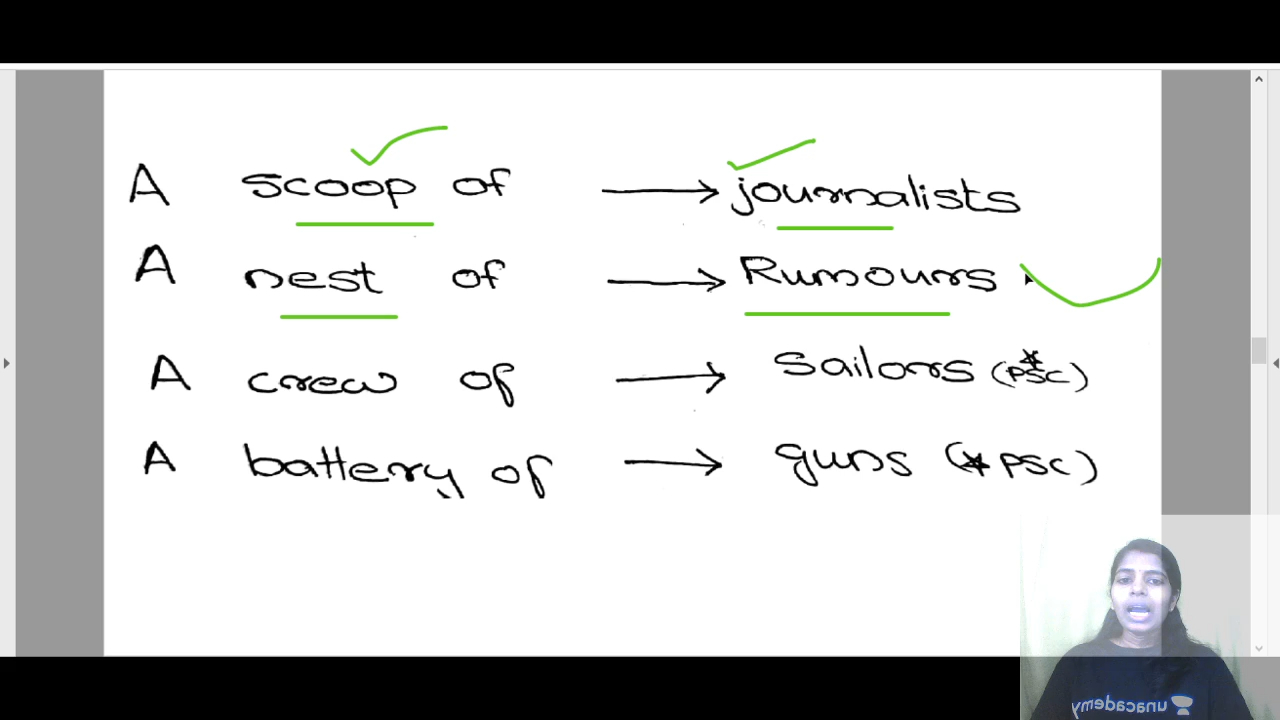 A scoop of → journalists
A nest of → Rumours
A crew of → Sailors (*PSC)
A battery of → guns (*PSC)
unacademy